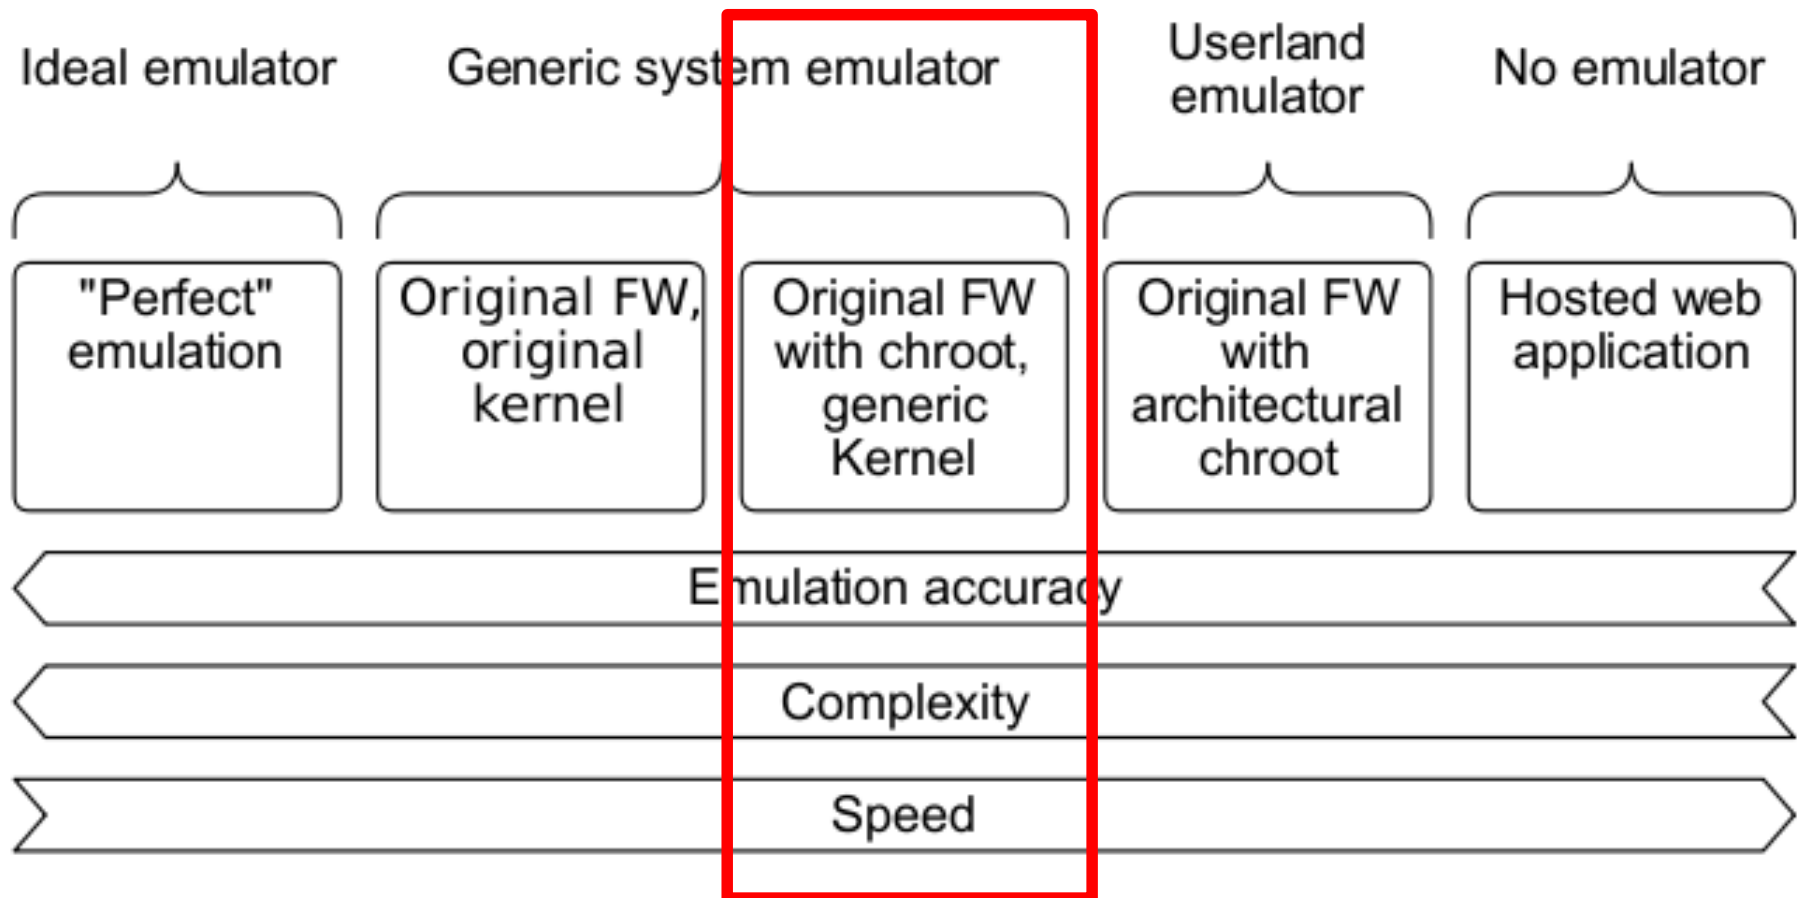 Ideal emulator
Generic system emulator
Userland
emulator
No emulator
"Perfect"
emulation
Original FW,
original
kernel
Original FW
with chroot,
generic
Kernel
Original FW
with
architectural
chroot
Hosted web
application
Emulation accuracy
Complexity
Speed